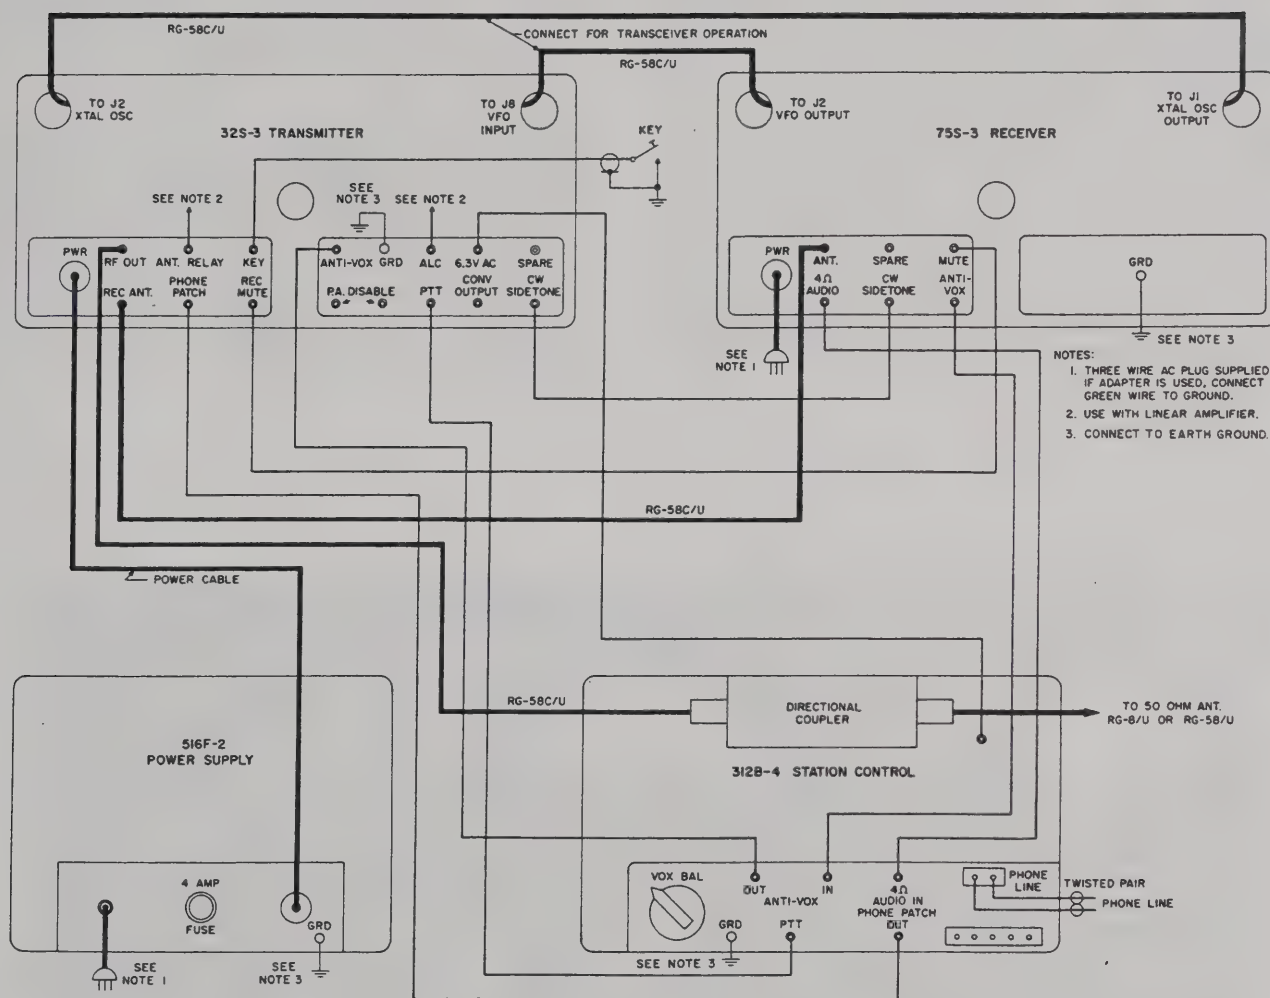 RG-58C/U
CONNECT FOR TRANSCEIVER OPERATION
RG-58C/U
TO J2
XTAL OSC
32S-3 TRANSMITTER
TO J8
VFO
INPUT
KEY
TO J2
VFO OUTPUT
75S-3 RECEIVER
TO J1
XTAL OSC
OUTPUT
SEE NOTE 2
SEE
NOTE 3
SEE NOTE 2
PWR
RF OUT
ANT. RELAY
KEY
REC ANT.
PHONE
PATCH
REC
MUTE
ANTI-VOX
GRD
ALC
6.3V AC
SPARE
P.A. DISABLE
PTT
CONV
OUTPUT
CW
SIDETONE
PWR
ANT.
SPARE
MUTE
4Ω
AUDIO
CW
SIDETONE
ANTI-
VOX
GRD
SEE NOTE 3
SEE
NOTE 1
NOTES:
1. THREE WIRE AC PLUG SUPPLIED
IF ADAPTER IS USED, CONNECT
GREEN WIRE TO GROUND.
2. USE WITH LINEAR AMPLIFIER.
3. CONNECT TO EARTH GROUND.
RG-58C/U
POWER CABLE
RG-58C/U
DIRECTIONAL
COUPLER
TO 50 OHM ANT.
RG-8/U OR RG-58/U
516F-2
POWER SUPPLY
312B-4 STATION CONTROL
4 AMP
FUSE
GRD
SEE
NOTE 1
SEE
NOTE 3
VOX BAL
OUT
IN
ANTI-VOX
4Ω
AUDIO IN
PHONE PATCH
OUT
GRD
PTT
SEE NOTE 3
PHONE
LINE
TWISTED PAIR
PHONE LINE